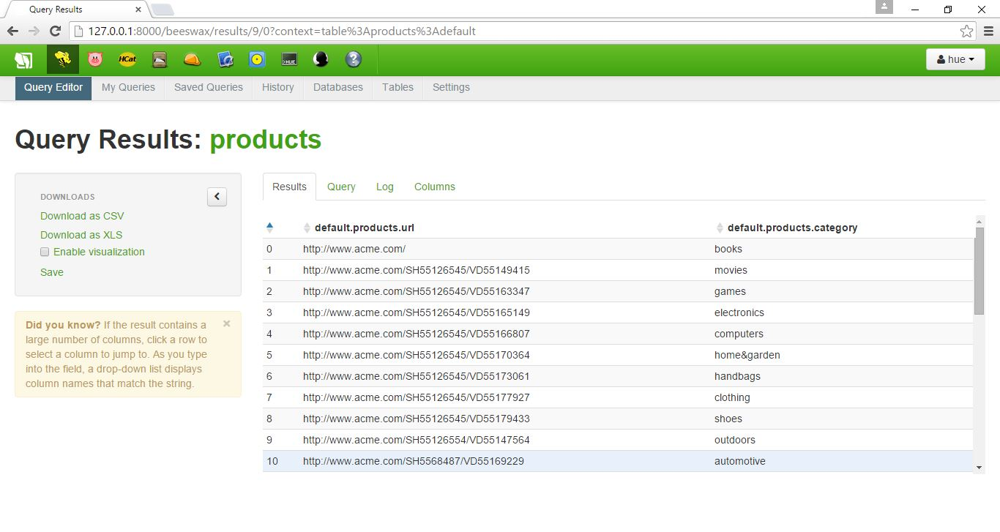 Query Results
127.0.0.1:8000/beeswax/results/9/0?context=table%3Aproducts%3Adefault
HCat
>HUE
?
hue
Query Editor My Queries Saved Queries History Databases Tables Settings
Query Results: products
DOWNLOADS
Download as CSV
Download as XLS
Enable visualization
Save
Did you know? If the result contains a
large number of columns, click a row to
select a column to jump to. As you type
into the field, a drop-down list displays
column names that match the string.
Results Query Log Columns
default.products.url default.products.category
0 http://www.acme.com/ books
1 http://www.acme.com/SH55126545/VD55149415 movies
2 http://www.acme.com/SH55126545/VD55163347 games
3 http://www.acme.com/SH55126545/VD55165149 electronics
4 http://www.acme.com/SH55126545/VD55166807 computers
5 http://www.acme.com/SH55126545/VD55170364 home&garden
6 http://www.acme.com/SH55126545/VD55173061 handbags
7 http://www.acme.com/SH55126545/VD55177927 clothing
8 http://www.acme.com/SH55126545/VD55179433 shoes
9 http://www.acme.com/SH55126554/VD55147564 outdoors
10 http://www.acme.com/SH5568487/VD55169229 automotive